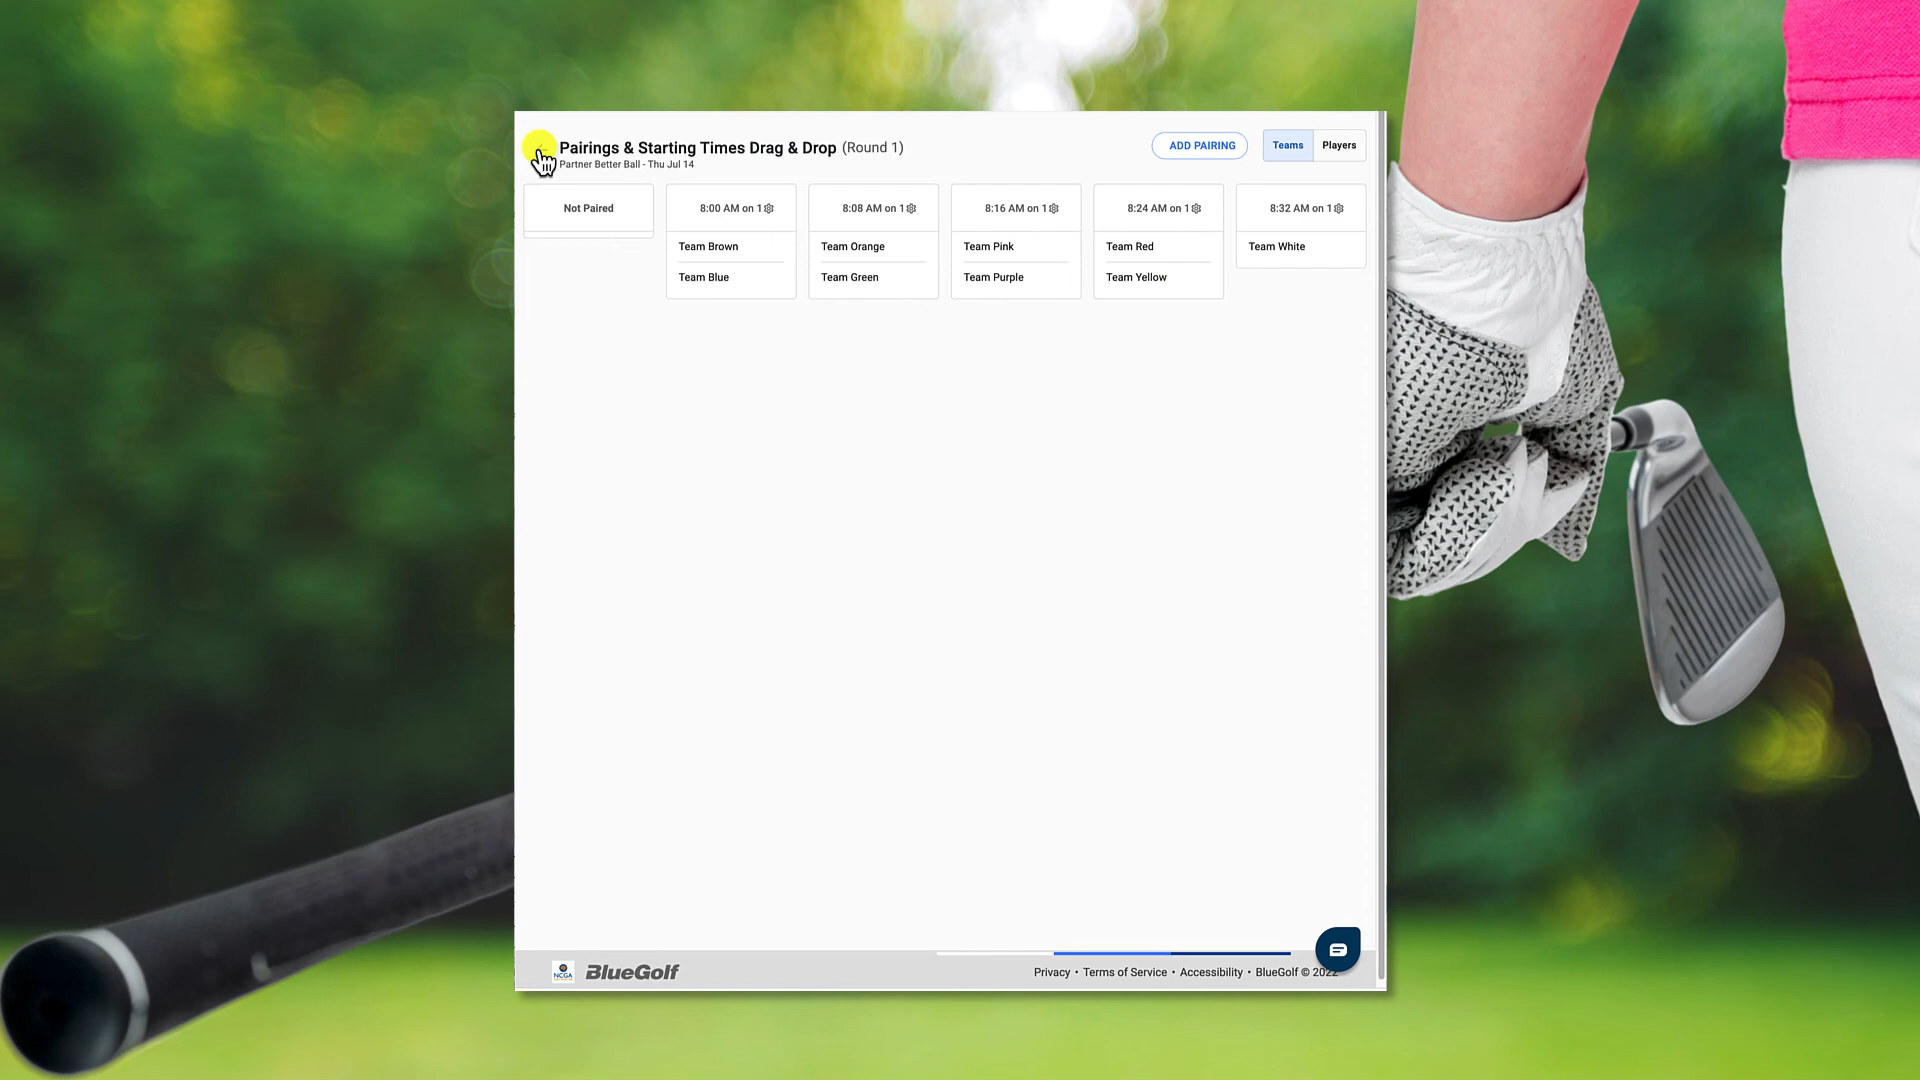 Pairings & Starting Times Drag & Drop (Round 1)
Partner Better Ball - Thu Jul 14
ADD PAIRING
Teams
Players
Not Paired
8:00 AM on 1
8:08 AM on 1
8:16 AM on 1
8:24 AM on 1
8:32 AM on 1
Team Brown
Team Orange
Team Pink
Team Red
Team White
Team Blue
Team Green
Team Purple
Team Yellow
NCGA
BlueGolf
Privacy • Terms of Service • Accessibility • BlueGolf © 2022